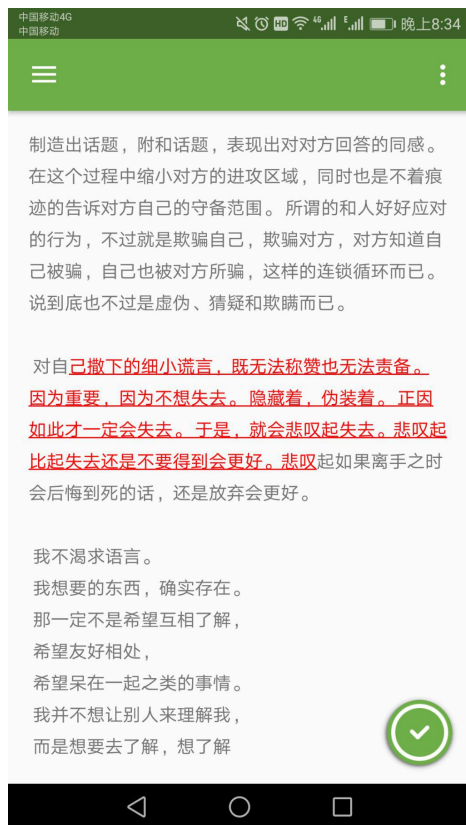 中国移动4G
中国移动
HD
4G
E
晚上8:34
制造出话题，附和话题，表现出对对方回答的同感。
在这个过程中缩小对方的进攻区域，同时也是不着痕
迹的告诉对方自己的守备范围。所谓的和人好好应对
的行为，不过就是欺骗自己，欺骗对方，对方知道自
己被骗，自己也被对方所骗，这样的连锁循环而已。
说到底也不过是虚伪、猜疑和欺瞒而已。
对自己撒下的细小谎言，既无法称赞也无法责备。
因为重要，因为不想失去。隐藏着，伪装着。正因
如此才一定会失去。于是，就会悲叹起失去。悲叹起
比起失去还是不要得到会更好。悲叹起如果离手之时
会后悔到死的话，还是放弃会更好。
我不渴求语言。
我想要的东西，确实存在。
那一定不是希望互相了解，
希望友好相处，
希望呆在一起之类的事情。
我并不想让别人来理解我，
而是想要去了解，想了解